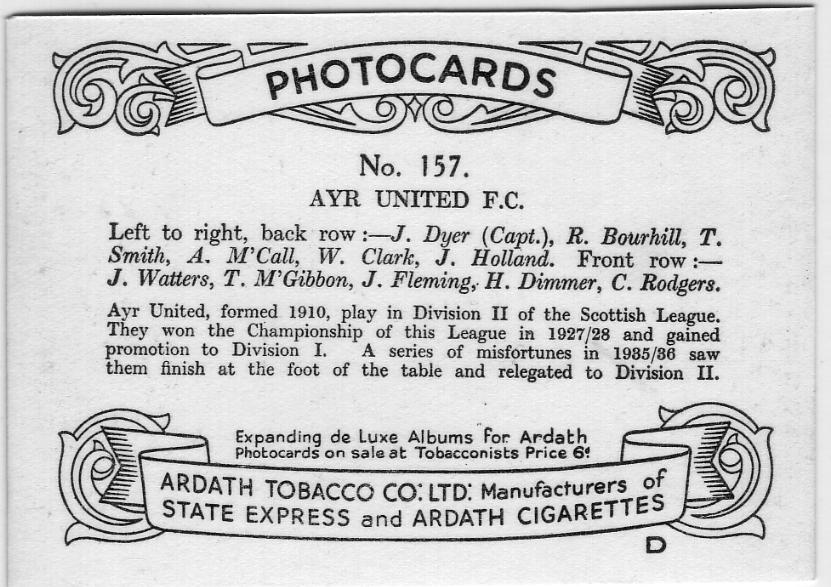 PHOTOCARDS
No. 157.
AYR UNITED F.C.
Left to right, back row :—J. Dyer (Capt.), R. Bourhill, T.
Smith, A. M'Call, W. Clark, J. Holland. Front row :—
J. Watters, T. M'Gibbon, J. Fleming, H. Dimmer, C. Rodgers.
Ayr United, formed 1910, play in Division II of the Scottish League.
They won the Championship of this League in 1927/28 and gained
promotion to Division I. A series of misfortunes in 1935/36 saw
them finish at the foot of the table and relegated to Division II.
Expanding de Luxe Albums for Ardath
Photocards on sale at Tobacconists Price 6ᵈ
ARDATH TOBACCO CO: LTD: Manufacturers of
STATE EXPRESS and ARDATH CIGARETTES
D